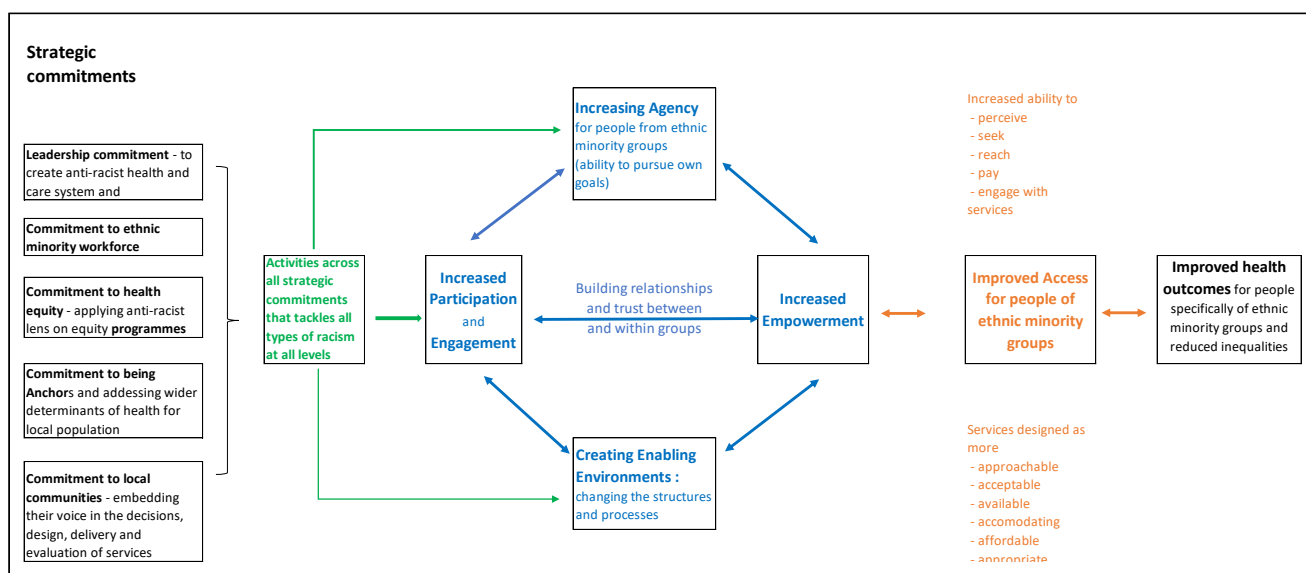 Strategic
commitments
Leadership commitment - to
create anti-racist health and
care system and
Commitment to ethnic
minority workforce
Commitment to health
equity - applying anti-racist
lens on equity programmes
Commitment to being
Anchors and addessing wider
determinants of health for
local population
Commitment to local
communities - embedding
their voice in the decisions,
design, delivery and
evaluation of services
Activities across
all strategic
commitments
that tackles all
types of racism
at all levels
Increasing Agency
for people from ethnic
minority groups
(ability to pursue own
goals)
Increased
Participation
and
Engagement
Building relationships
and trust between
and within groups
Increased
Empowerment
Creating Enabling
Environments :
changing the structures
and processes
Increased ability to
- perceive
- seek
- reach
- pay
- engage with
services
Improved Access
for people of
ethnic minority
groups
Services designed as
more
- approachable
- acceptable
- available
- accomodating
- affordable
- appropriate
Improved health
outcomes for people
specifically of ethnic
minority groups and
reduced inequalities